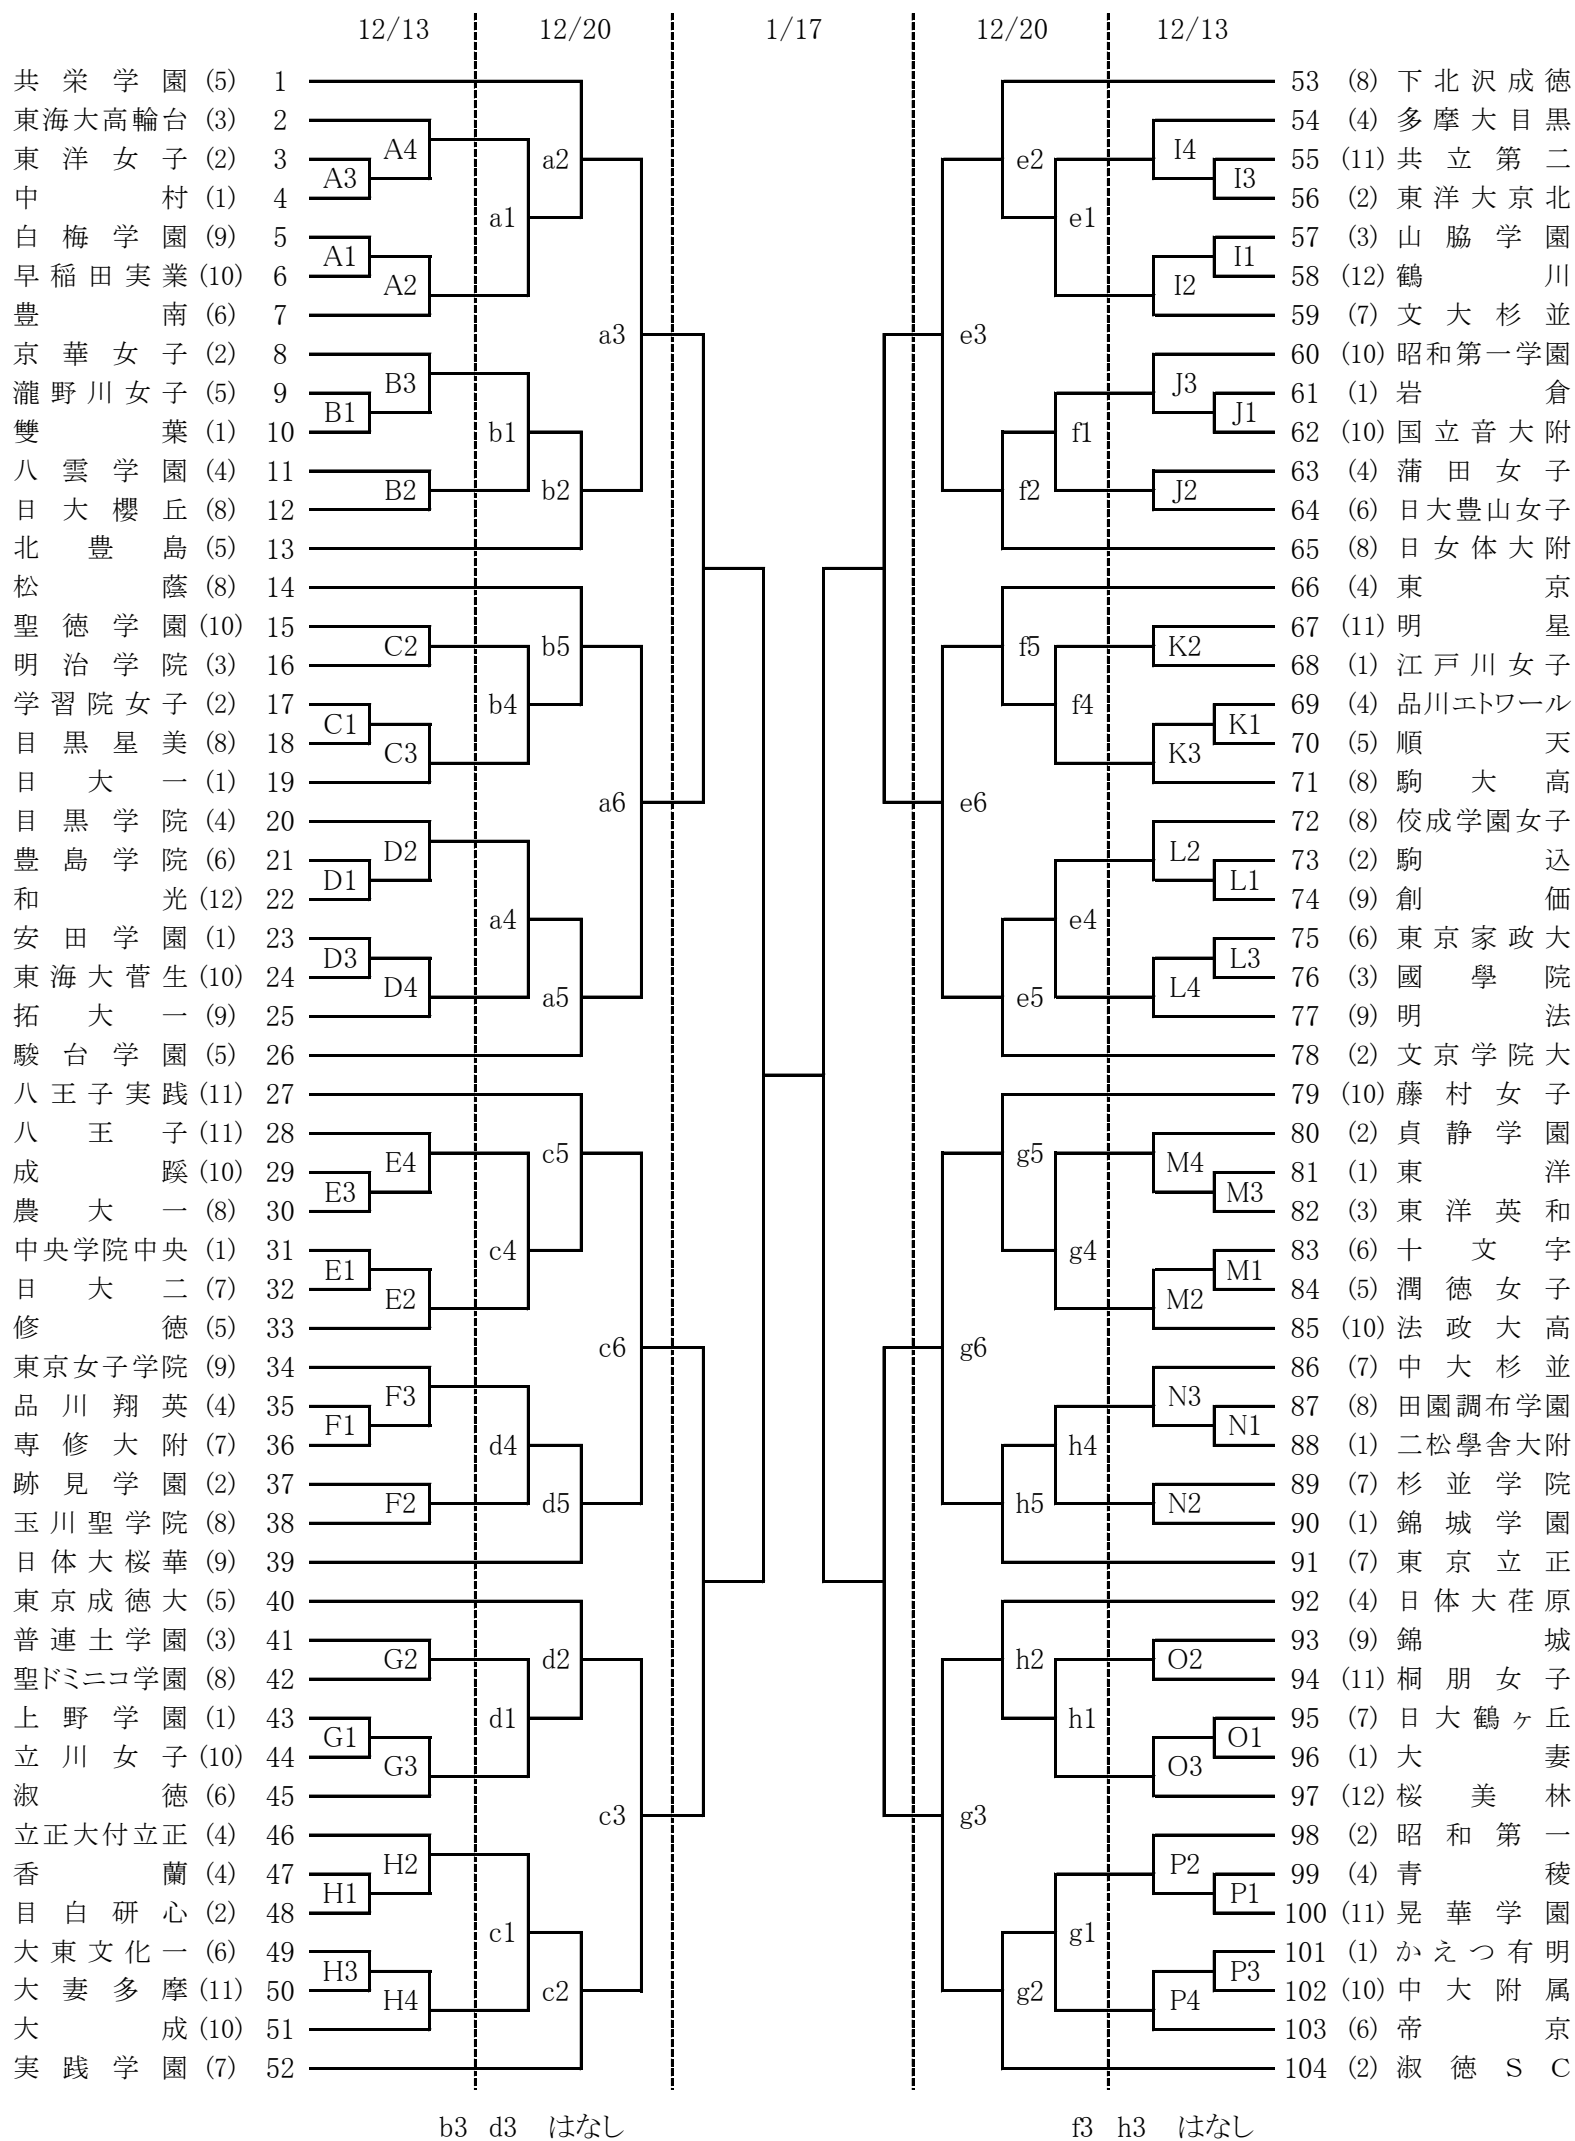 12/13 12/20 1/17 12/20 12/13
共栄学園 (5) 1 53 (8) 下北沢成徳
東海大高輪台 (3) 2 54 (4) 多摩大目黒
A4 a2 e2 I4
東洋女子 (2) 3 55 (11) 共立第二
A3 I3
中村 (1) 4 56 (2) 東洋大京北
a1 e1
白梅学園 (9) 5 57 (3) 山脇学園
A1 I1
早稲田実業 (10) 6 58 (12) 鶴川
A2 I2
豊南 (6) 7 59 (7) 文大杉並
a3 e3
京華女子 (2) 8 60 (10) 昭和第一学園
B3 J3
瀧野川女子 (5) 9 61 (1) 岩倉
B1 J1
雙葉 (1) 10 b1 f1 62 (10) 国立音大附
八雲学園 (4) 11 63 (4) 蒲田女子
B2 b2 f2 J2
日大櫻丘 (8) 12 64 (6) 日大豊山女子
北豊島 (5) 13 65 (8) 日女体大附
松蔭 (8) 14 66 (4) 東京
聖徳学園 (10) 15 67 (11) 明星
C2 b5 f5 K2
明治学院 (3) 16 68 (1) 江戸川女子
学習院女子 (2) 17 b4 f4 69 (4) 品川エトワール
C1 K1
目黒星美 (8) 18 70 (5) 順天
C3 K3
日大一 (1) 19 71 (8) 駒大高
a6 e6
目黒学院 (4) 20 72 (8) 佼成学園女子
D2 L2
豊島学院 (6) 21 73 (2) 駒込
D1 L1
和光 (12) 22 74 (9) 創価
a4 e4
安田学園 (1) 23 75 (6) 東京家政大
D3 L3
東海大菅生 (10) 24 76 (3) 國學院
D4 a5 e5 L4
拓大一 (9) 25 77 (9) 明法
駿台学園 (5) 26 78 (2) 文京学院大
八王子実践 (11) 27 79 (10) 藤村女子
八王子 (11) 28 80 (2) 貞静学園
E4 c5 g5 M4
成蹊 (10) 29 81 (1) 東洋
E3 M3
農大一 (8) 30 82 (3) 東洋英和
中央学院中央 (1) 31 c4 g4 83 (6) 十文字
E1 M1
日大二 (7) 32 84 (5) 潤徳女子
E2 M2
修徳 (5) 33 85 (10) 法政大高
c6 g6
東京女子学院 (9) 34 86 (7) 中大杉並
F3 N3
品川翔英 (4) 35 87 (8) 田園調布学園
F1 N1
専修大附 (7) 36 d4 h4 88 (1) 二松學舎大附
跡見学園 (2) 37 89 (7) 杉並学院
F2 d5 h5 N2
玉川聖学院 (8) 38 90 (1) 錦城学園
日体大桜華 (9) 39 91 (7) 東京立正
東京成徳大 (5) 40 92 (4) 日体大荏原
普連土学園 (3) 41 93 (9) 錦城
G2 d2 h2 O2
聖ドミニコ学園 (8) 42 94 (11) 桐朋女子
上野学園 (1) 43 d1 h1 95 (7) 日大鶴ヶ丘
G1 O1
立川女子 (10) 44 96 (1) 大妻
G3 O3
淑徳 (6) 45 97 (12) 桜美林
c3 g3
立正大付立正 (4) 46 98 (2) 昭和第一
H2 P2
香蘭 (4) 47 99 (4) 青稜
H1 P1
目白研心 (2) 48 100 (11) 晃華学園
c1 g1
大東文化一 (6) 49 101 (1) かえつ有明
H3 P3
大妻多摩 (11) 50 102 (10) 中大附属
H4 c2 g2 P4
大成 (10) 51 103 (6) 帝京
実践学園 (7) 52 104 (2) 淑徳ＳＣ
b3 d3 はなし f3 h3 はなし